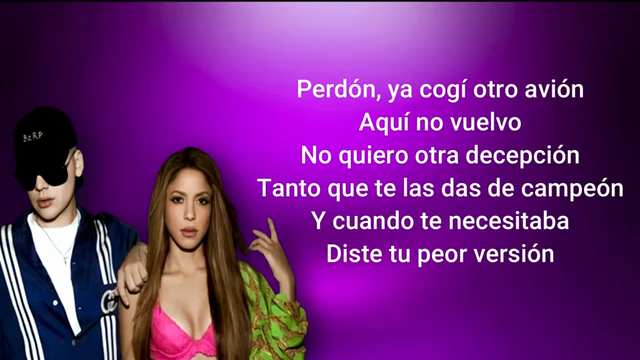 BZRP
Perdón, ya cogí otro avión
Aquí no vuelvo
No quiero otra decepción
Tanto que te las das de campeón
Y cuando te necesitaba
Diste tu peor versión